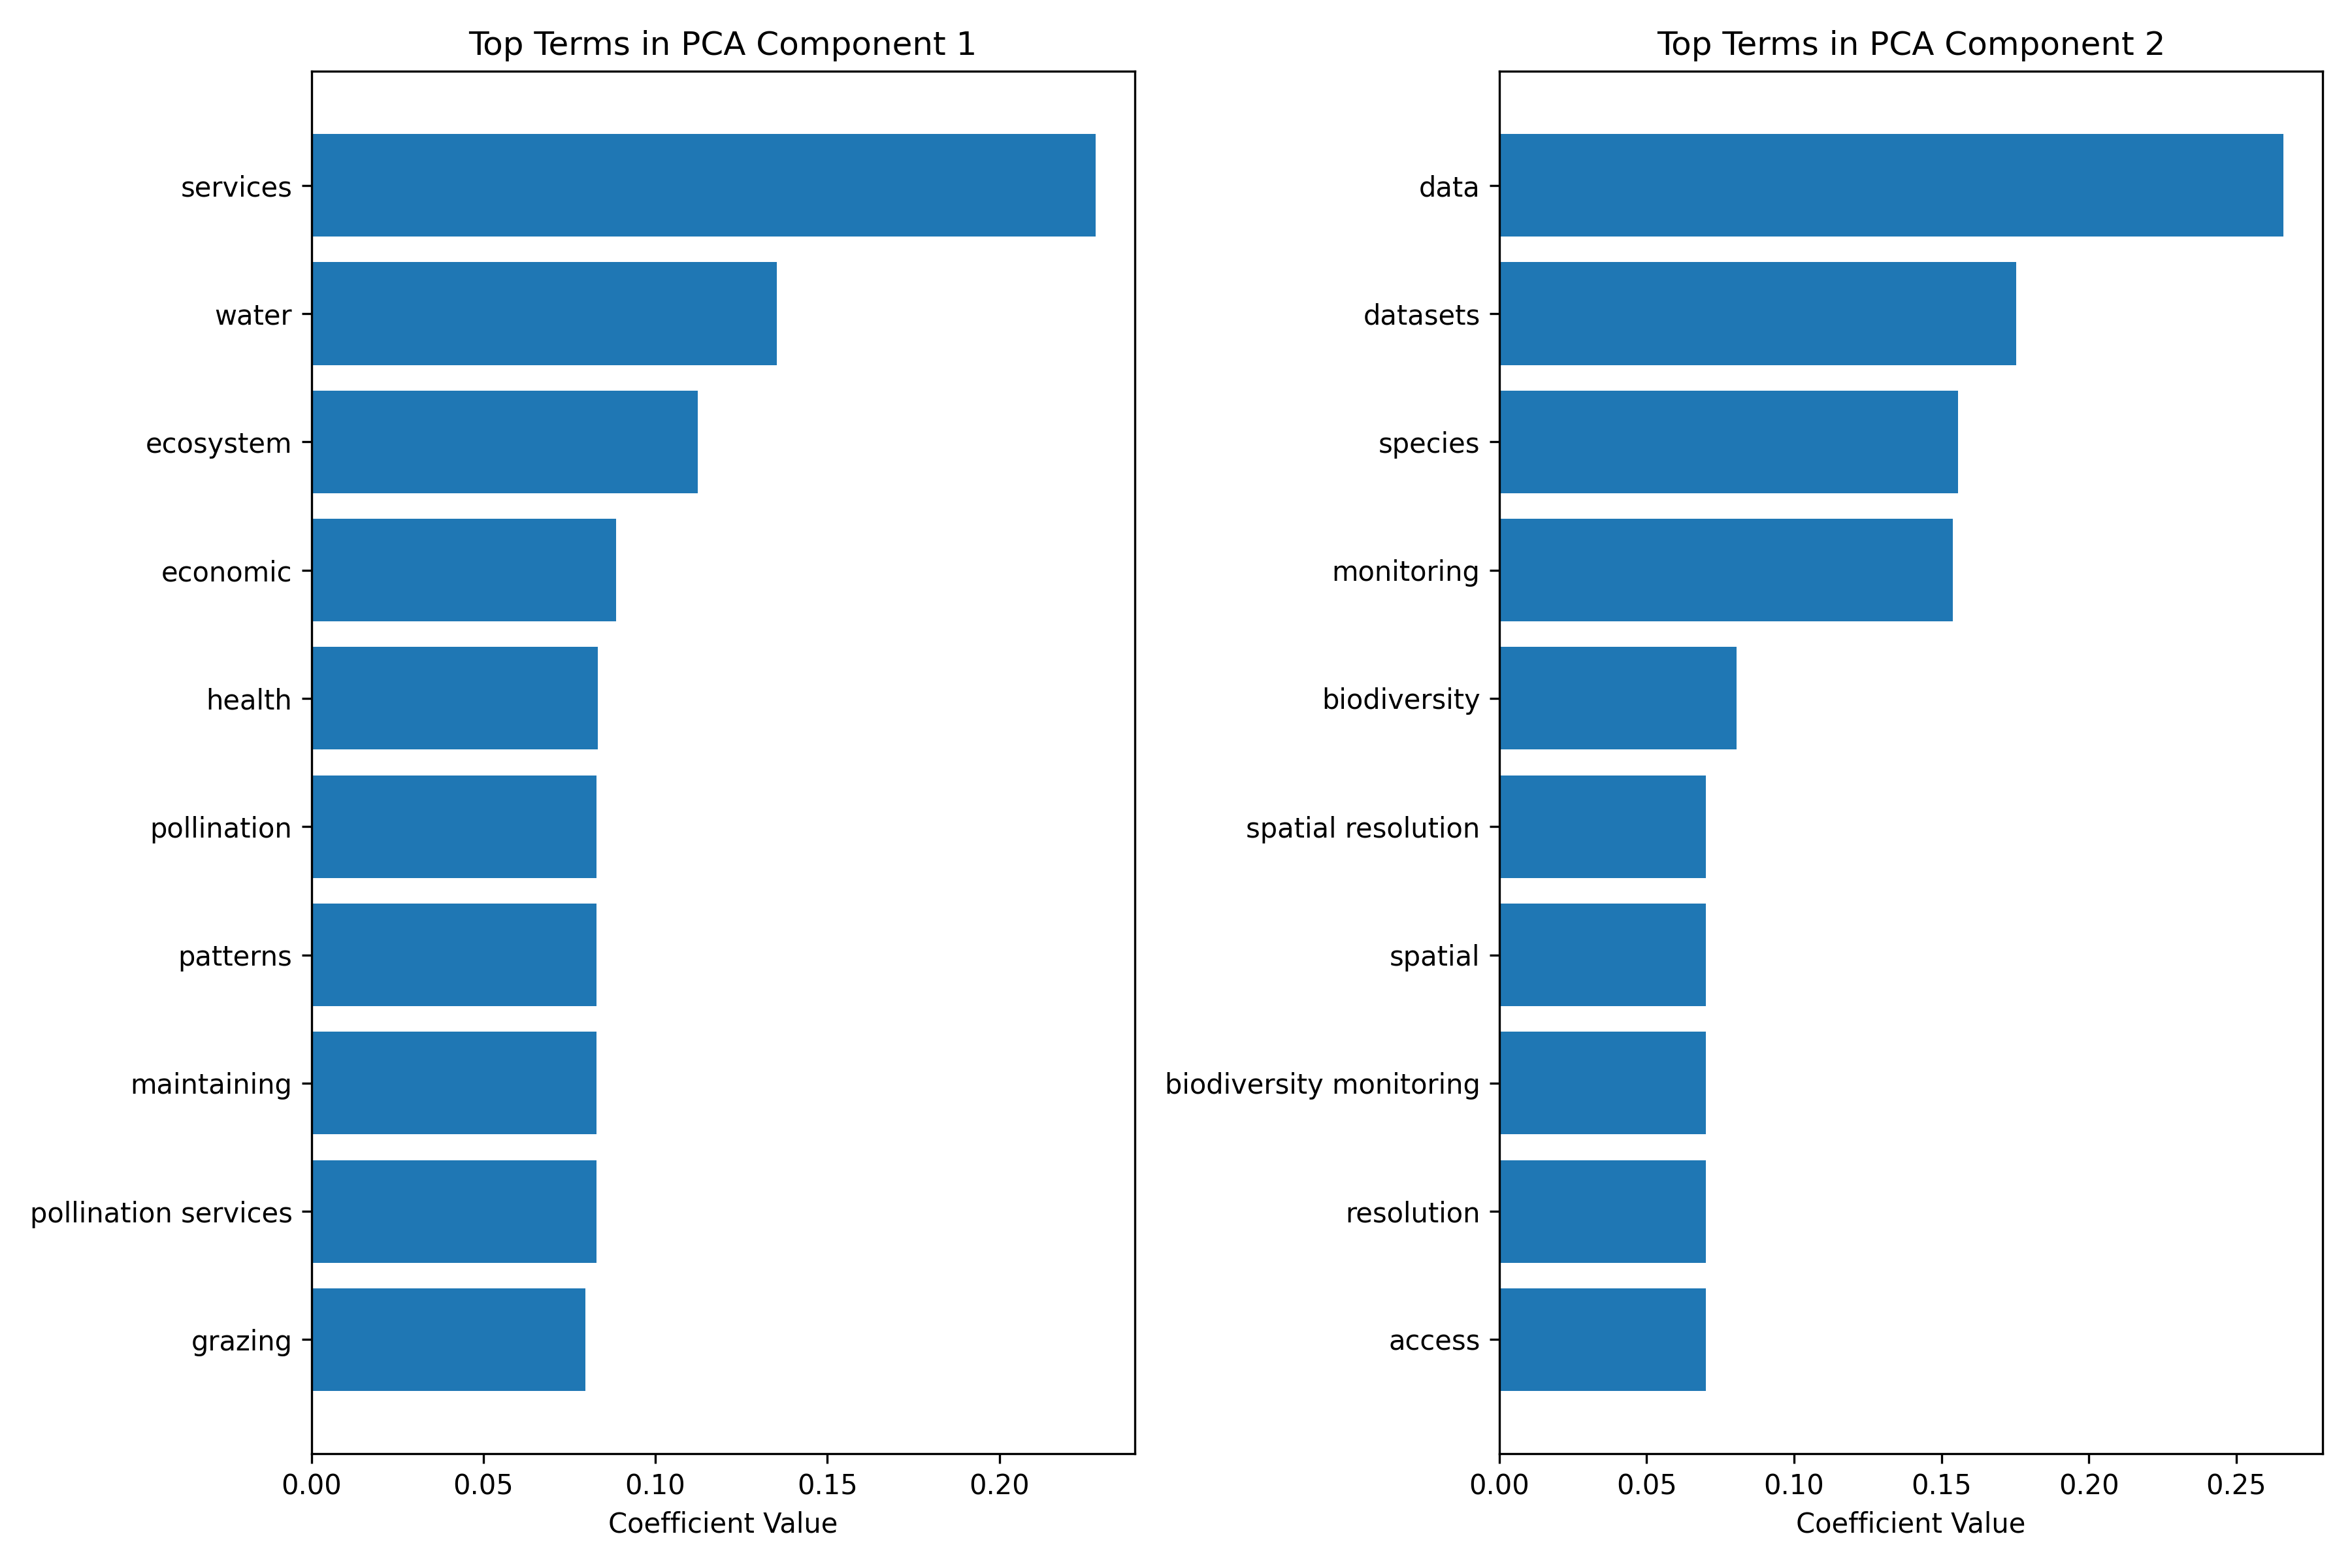 Top Terms in PCA Component 1
services
water
ecosystem
economic
health
pollination
patterns
maintaining
pollination services
grazing
0.00 0.05 0.10 0.15 0.20
Coefficient Value
Top Terms in PCA Component 2
data
datasets
species
monitoring
biodiversity
spatial resolution
spatial
biodiversity monitoring
resolution
access
0.00 0.05 0.10 0.15 0.20 0.25
Coefficient Value